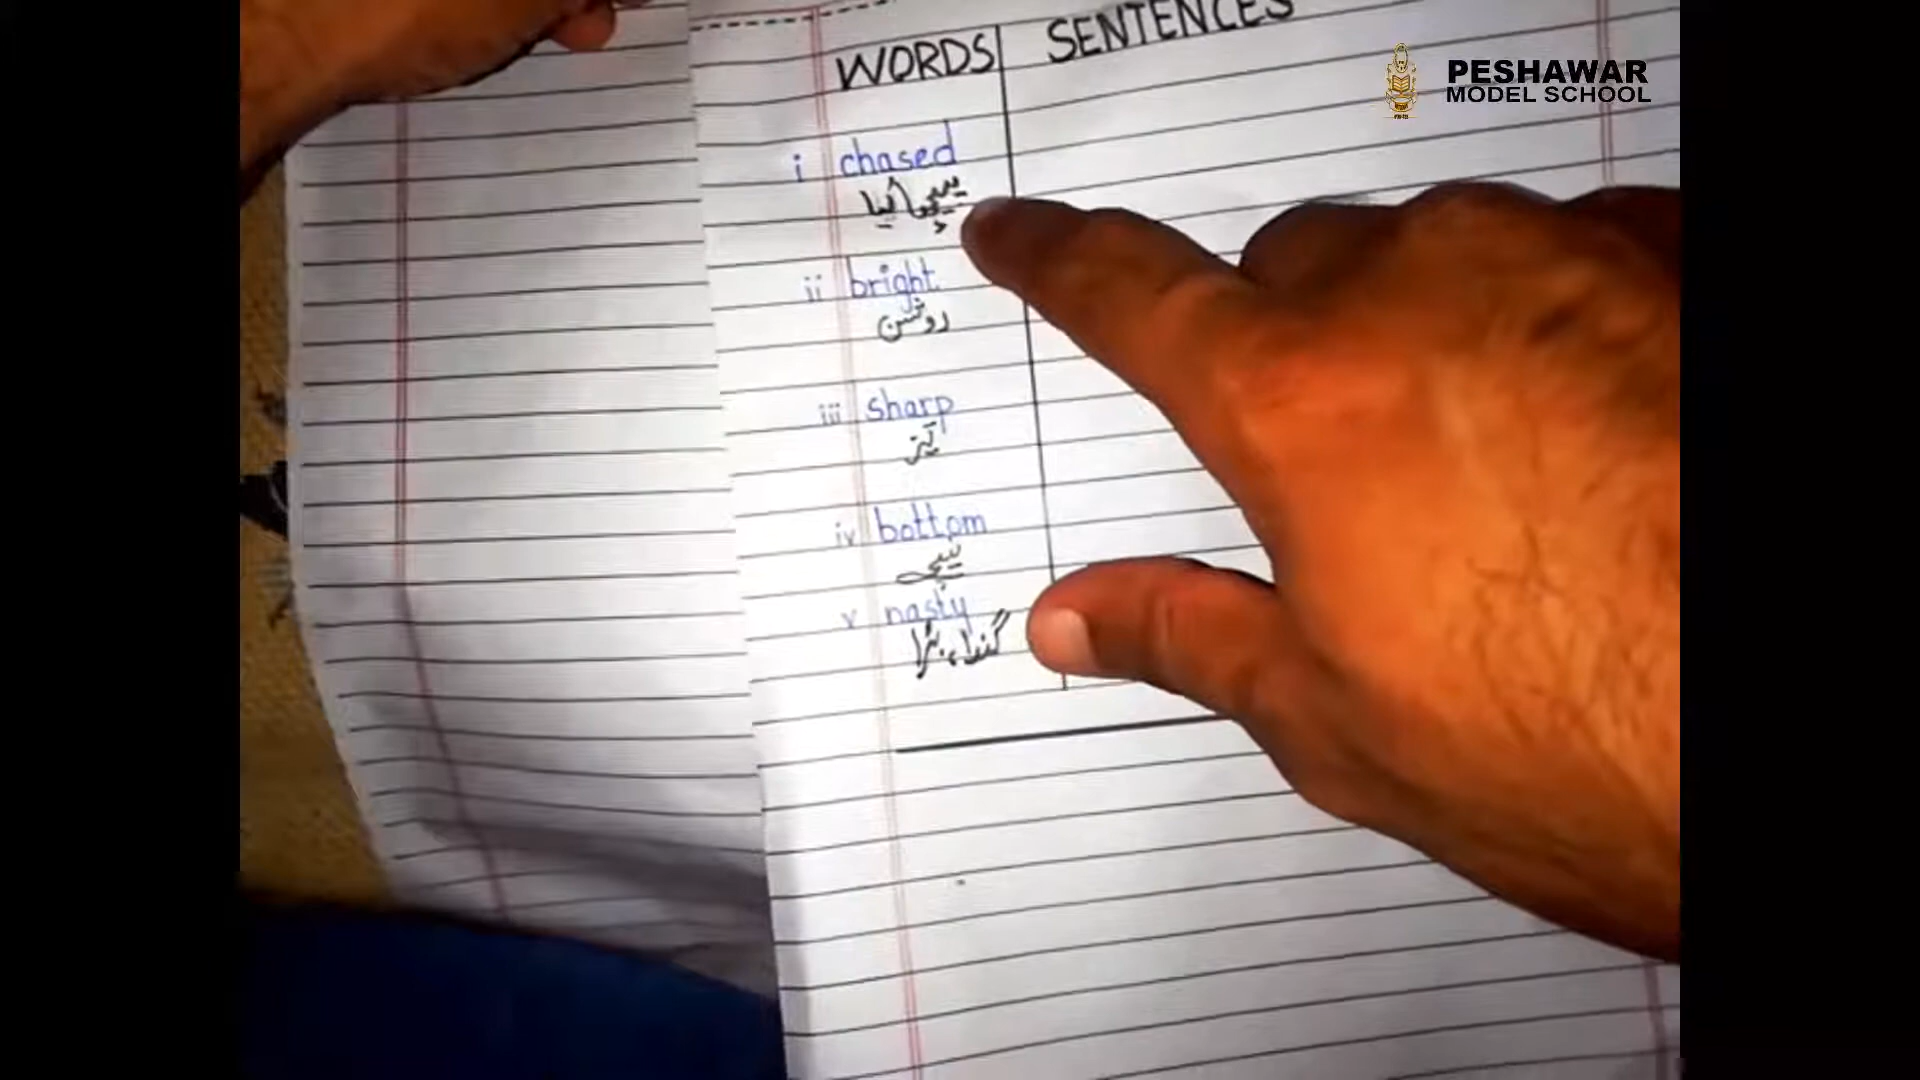 WORDS SENTENCES
PESHAWAR
MODEL SCHOOL
i chased
پیچھا کیا
ii bright
روشن
iii sharp
تیز
iv bottom
نیچے
v nasty
گندا، بُرا